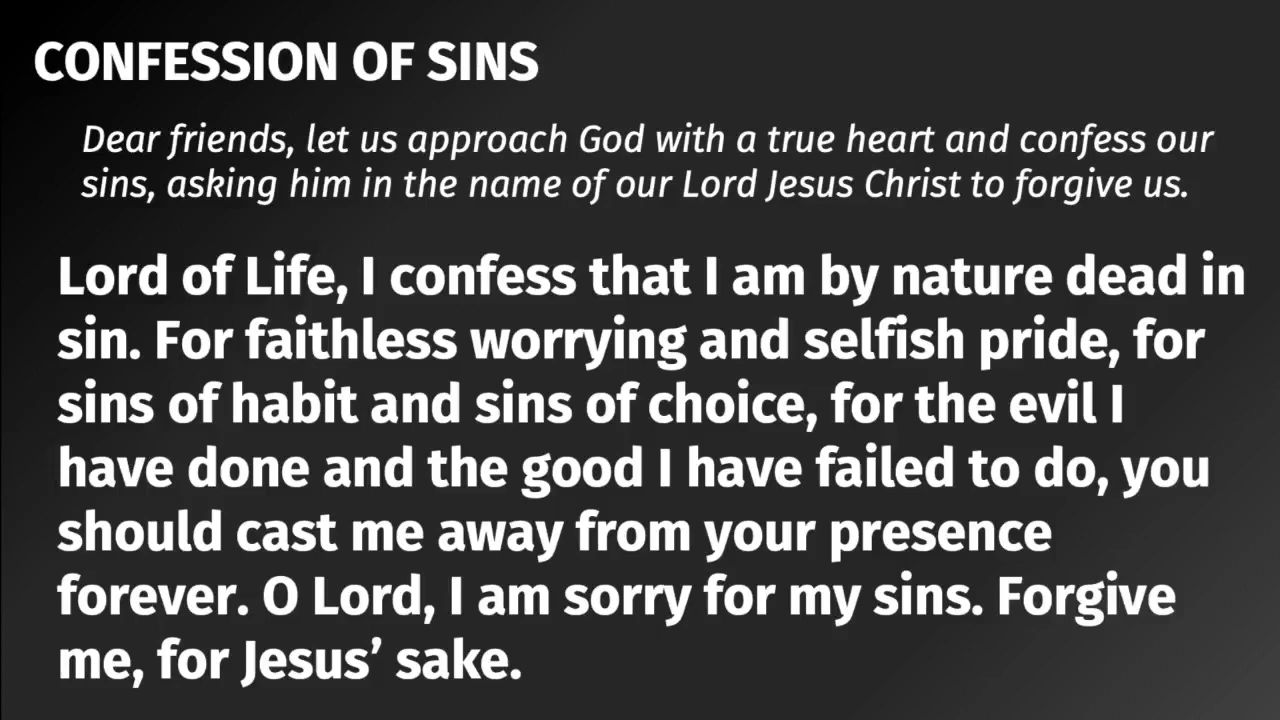 CONFESSION OF SINS
Dear friends, let us approach God with a true heart and confess our
sins, asking him in the name of our Lord Jesus Christ to forgive us.
Lord of Life, I confess that I am by nature dead in
sin. For faithless worrying and selfish pride, for
sins of habit and sins of choice, for the evil I
have done and the good I have failed to do, you
should cast me away from your presence
forever. O Lord, I am sorry for my sins. Forgive
me, for Jesus’ sake.